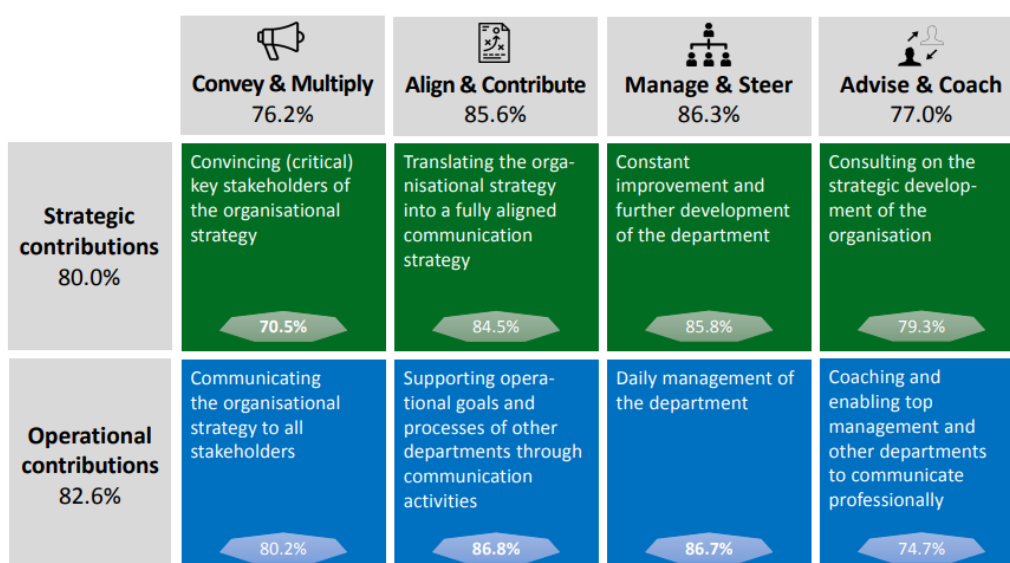 Convey & Multiply
76.2%
Align & Contribute
85.6%
Manage & Steer
86.3%
Advise & Coach
77.0%
Strategic
contributions
80.0%
Convincing (critical)
key stakeholders of
the organisational
strategy
70.5%
Translating the orga-
nisational strategy
into a fully aligned
communication
strategy
84.5%
Constant
improvement and
further development
of the department
85.8%
Consulting on the
strategic develop-
ment of the
organisation
79.3%
Operational
contributions
82.6%
Communicating
the organisational
strategy to all
stakeholders
80.2%
Supporting opera-
tional goals and
processes of other
departments through
communication
activities
86.8%
Daily management of
the department
86.7%
Coaching and
enabling top
management and
other departments
to communicate
professionally
74.7%